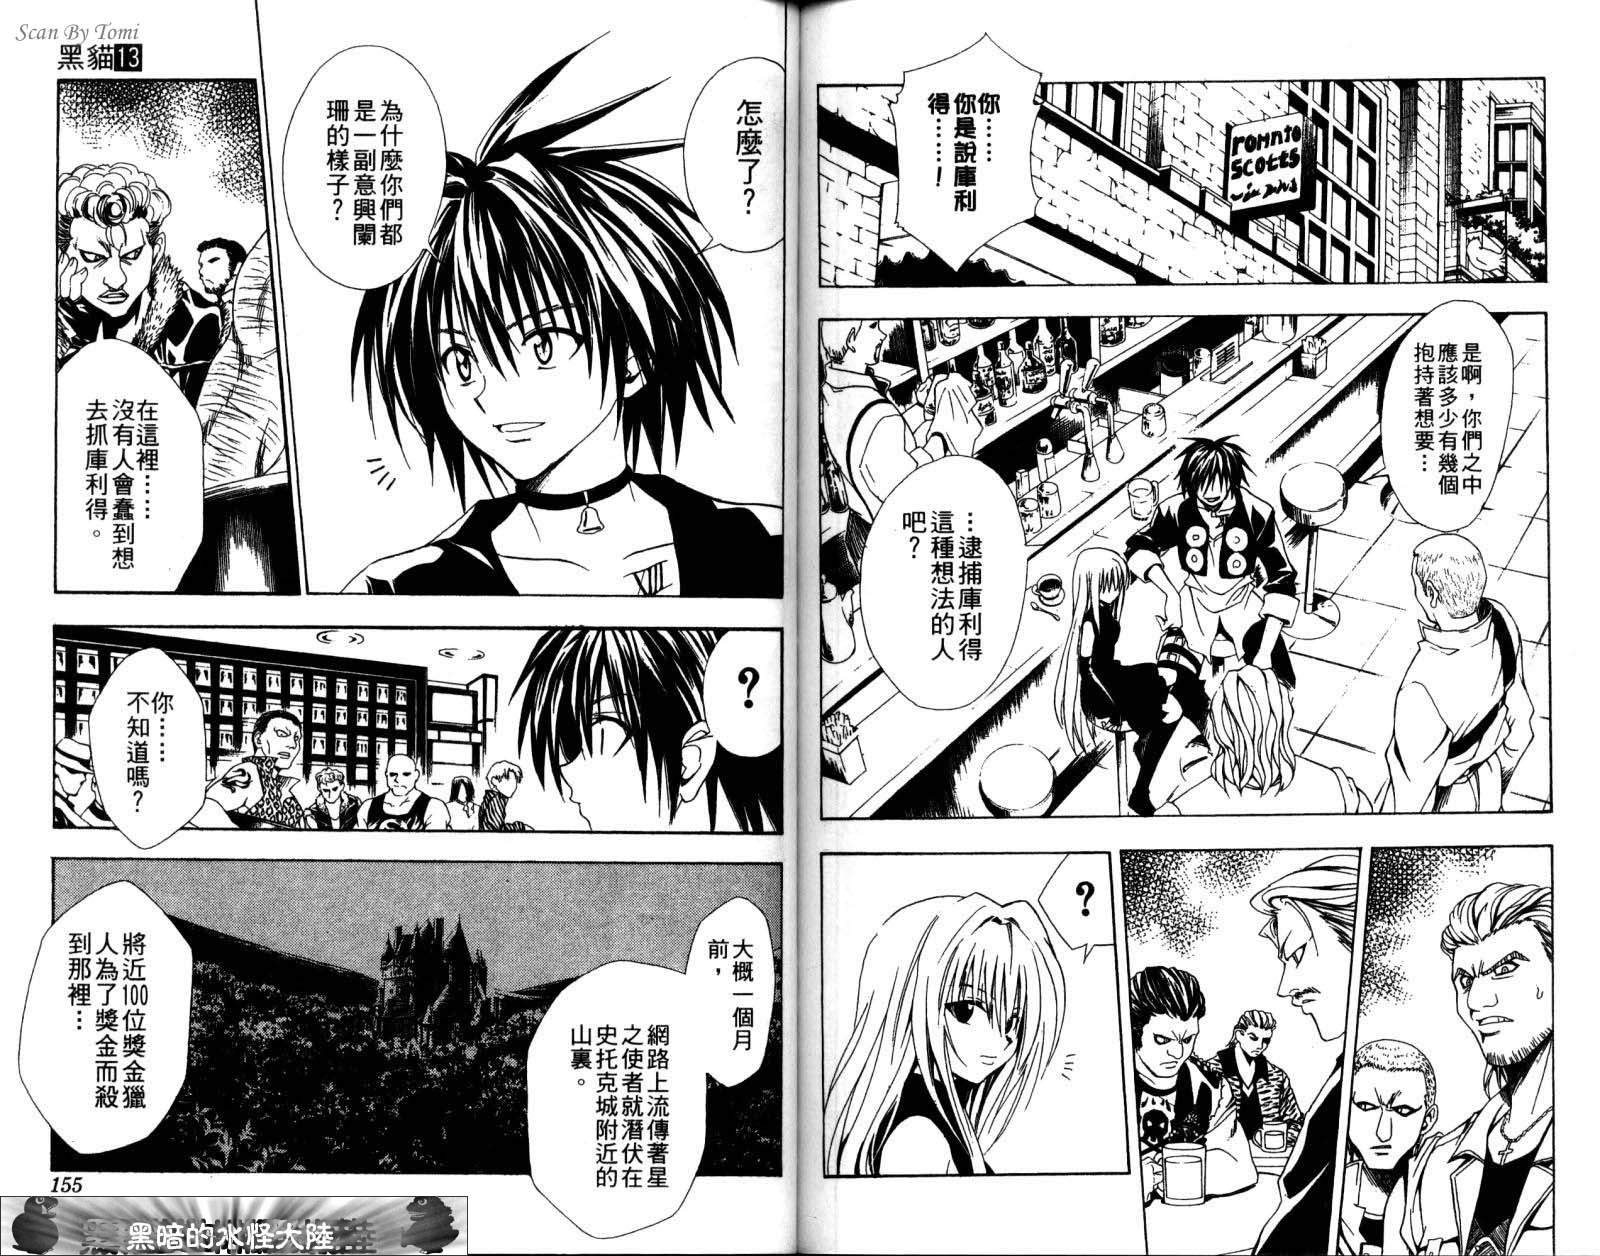 Scan By Tomi
黑貓13
你……
你是說庫利
得……！
romnto
scotts
是啊，你們之中
應該多少有幾個
抱持著想要…
…逮捕庫利得
這種想法的人
吧？
？
怎麼了？
為什麼你們都
是一副意興闌
珊的樣子？
XIII
在這裡……
沒有人會蠢到想
去抓庫利得。
？
你……
不知道嗎？
大概一個月
前，
網路上流傳著星
之使者就潛伏在
史托克城附近的
山裏。
將近100位獎金獵
人為了獎金而殺
到那裡…
155
黑暗的水怪大陸